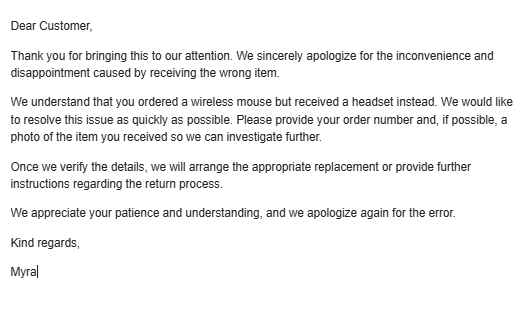 Dear Customer,
Thank you for bringing this to our attention. We sincerely apologize for the inconvenience and
disappointment caused by receiving the wrong item.
We understand that you ordered a wireless mouse but received a headset instead. We would like
to resolve this issue as quickly as possible. Please provide your order number and, if possible, a
photo of the item you received so we can investigate further.
Once we verify the details, we will arrange the appropriate replacement or provide further
instructions regarding the return process.
We appreciate your patience and understanding, and we apologize again for the error.
Kind regards,
Myra